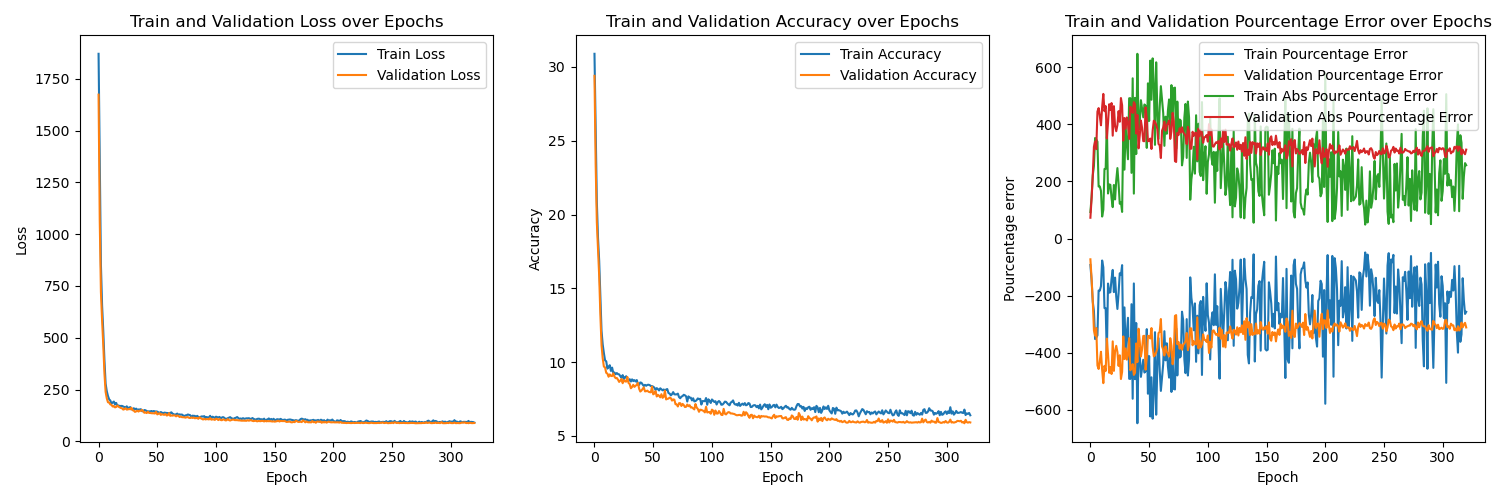 Train and Validation Loss over Epochs
Train Loss
Validation Loss
1750
1500
1250
1000
750
500
250
0
Loss
0 50 100 150 200 250 300
Epoch
Train and Validation Accuracy over Epochs
Train Accuracy
Validation Accuracy
30
25
20
15
10
5
Accuracy
0 50 100 150 200 250 300
Epoch
Train and Validation Pourcentage Error over Epochs
Train Pourcentage Error
Validation Pourcentage Error
Train Abs Pourcentage Error
Validation Abs Pourcentage Error
600
400
200
0
−200
−400
−600
Pourcentage error
0 50 100 150 200 250 300
Epoch